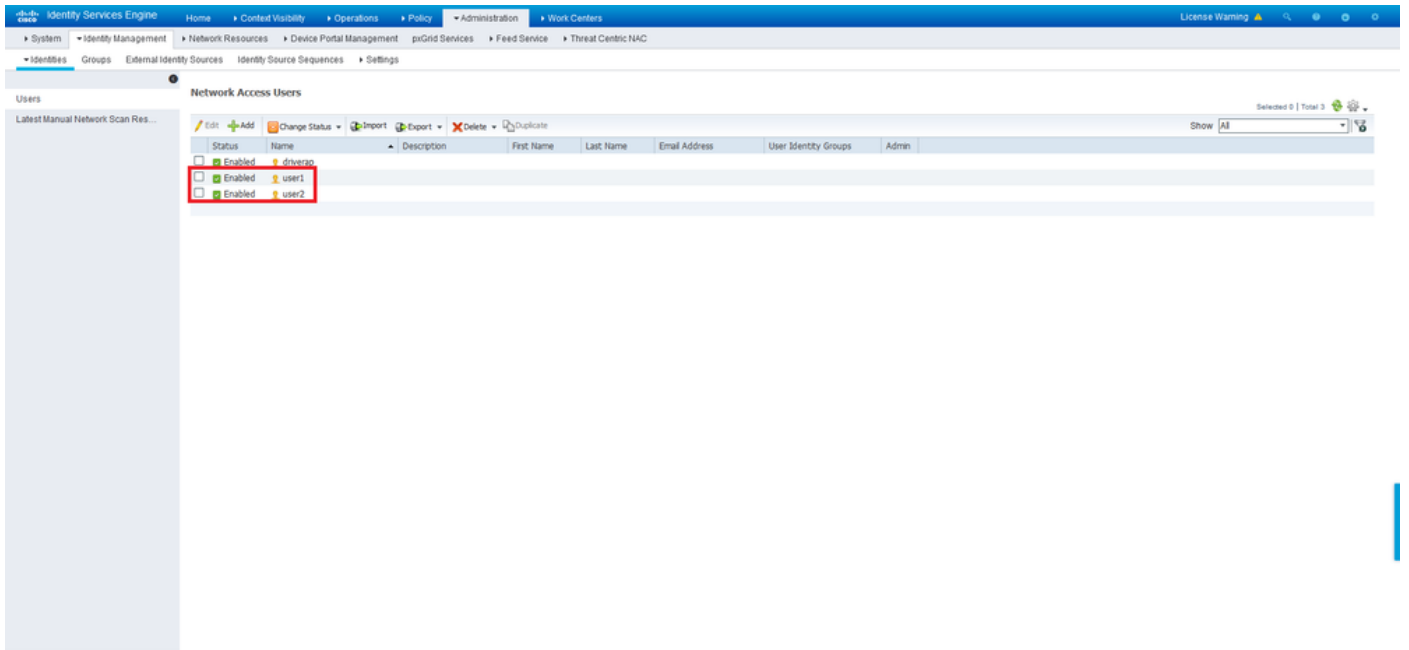 cisco Identity Services Engine Home Context Visibility Operations Policy Administration Work Centers License Warning
System Identity Management Network Resources Device Portal Management pxGrid Services Feed Service Threat Centric NAC
Identities Groups External Identity Sources Identity Source Sequences Settings
Users
Latest Manual Network Scan Res...
Network Access Users
Selected 0 | Total 3
Edit Add Change Status Import Export Delete Duplicate Show All
Status Name Description First Name Last Name Email Address User Identity Groups Admin
Enabled driverap
Enabled user1
Enabled user2